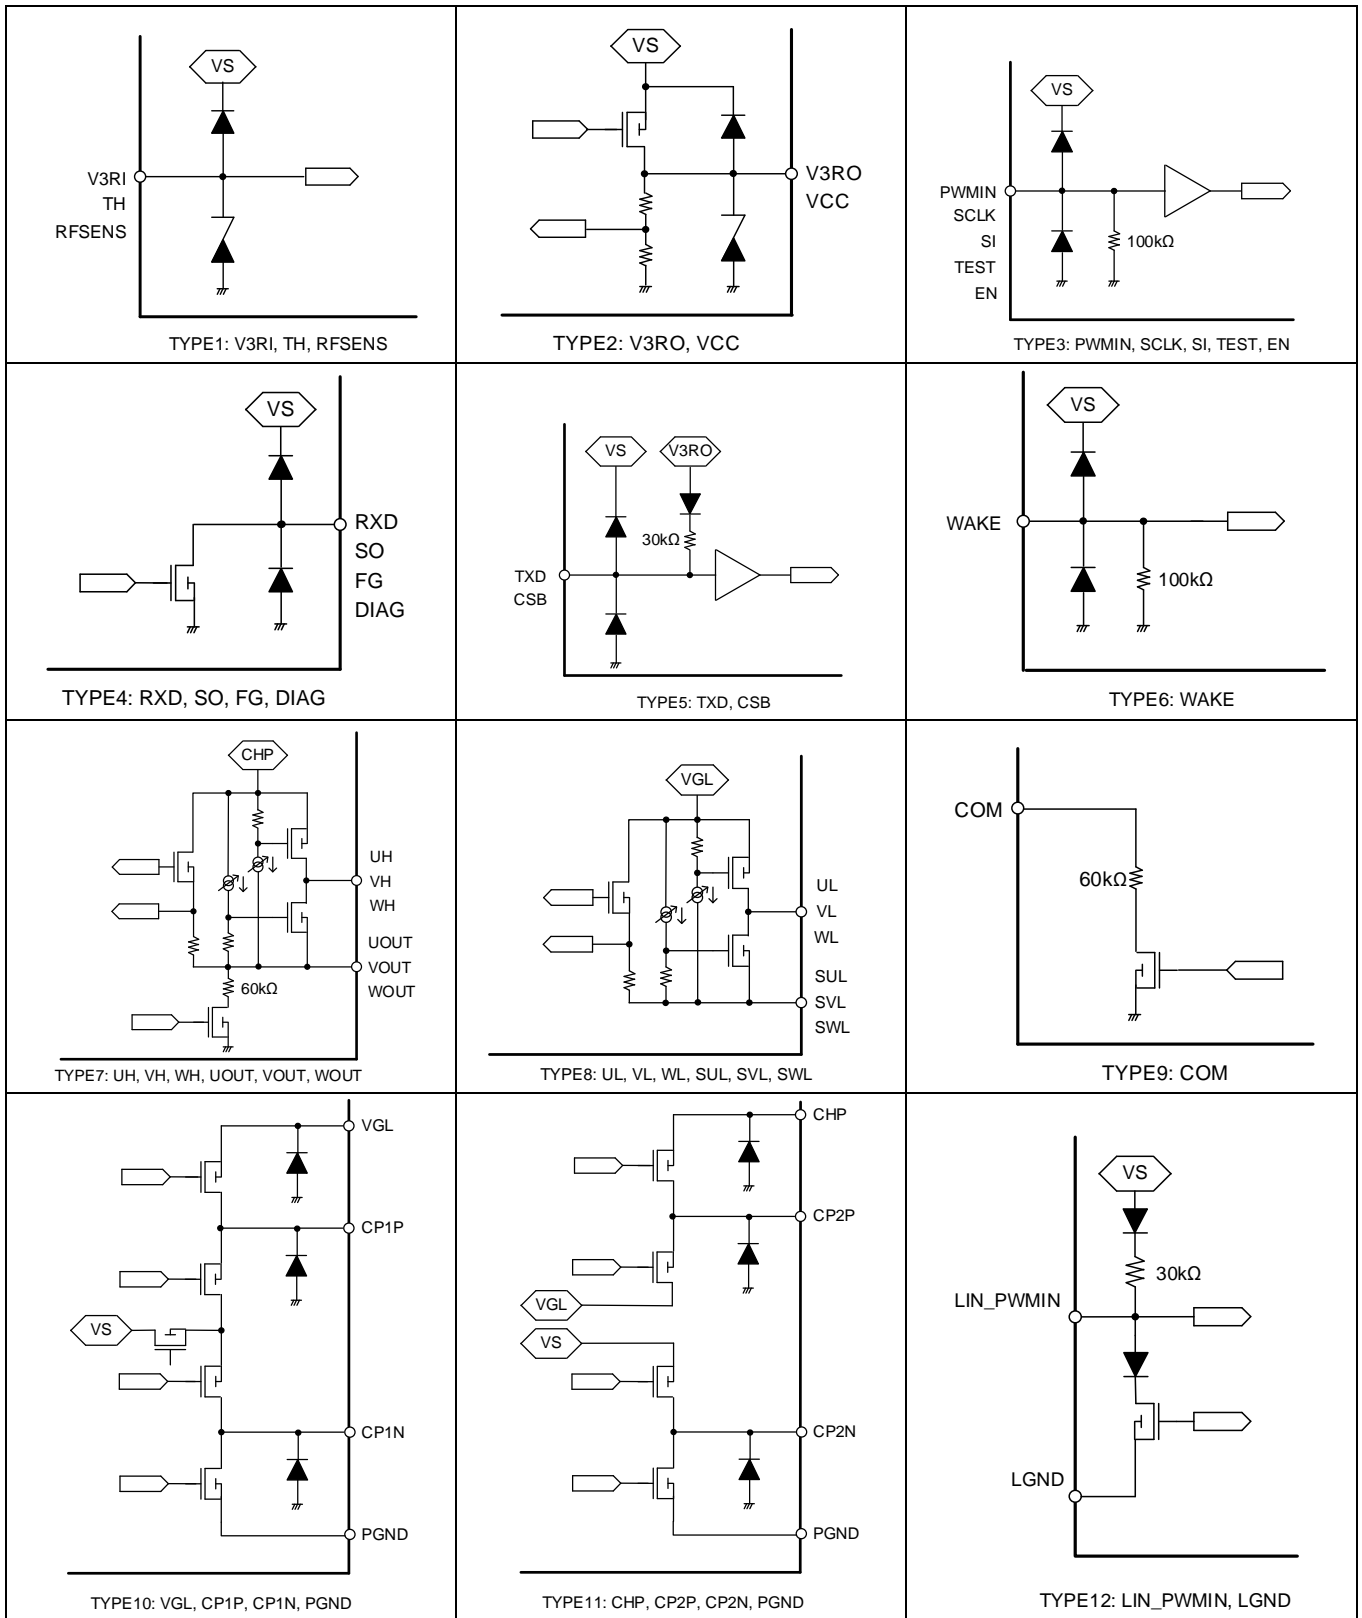 VS
V3RI
TH
RFSENS
TYPE1: V3RI, TH, RFSENS
VS
V3RO
VCC
TYPE2: V3RO, VCC
VS
PWMIN
SCLK
SI
TEST
EN
100kΩ
TYPE3: PWMIN, SCLK, SI, TEST, EN
VS
RXD
SO
FG
DIAG
TYPE4: RXD, SO, FG, DIAG
VS
V3RO
30kΩ
TXD
CSB
TYPE5: TXD, CSB
VS
WAKE
100kΩ
TYPE6: WAKE
CHP
UH
VH
WH
UOUT
VOUT
WOUT
60kΩ
TYPE7: UH, VH, WH, UOUT, VOUT, WOUT
VGL
UL
VL
WL
SUL
SVL
SWL
TYPE8: UL, VL, WL, SUL, SVL, SWL
COM
60kΩ
TYPE9: COM
VGL
CP1P
VS
CP1N
PGND
TYPE10: VGL, CP1P, CP1N, PGND
CHP
CP2P
VGL
VS
CP2N
PGND
TYPE11: CHP, CP2P, CP2N, PGND
VS
30kΩ
LIN_PWMIN
LGND
TYPE12: LIN_PWMIN, LGND